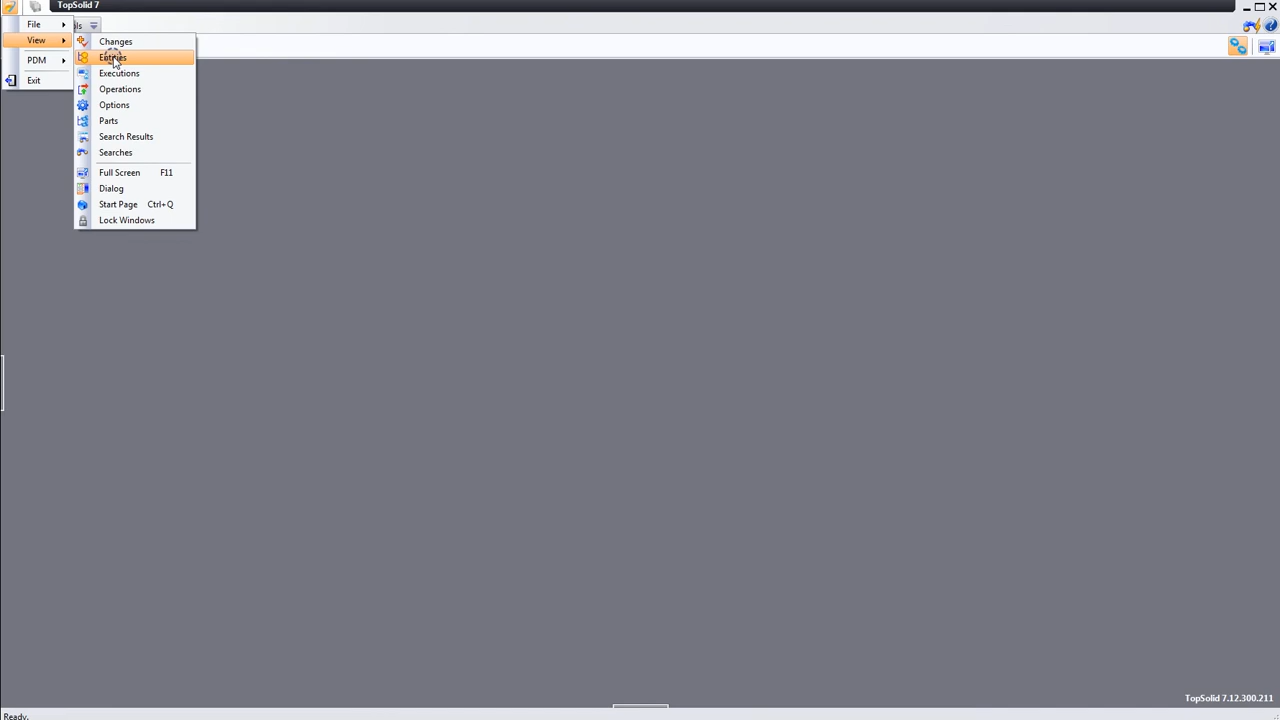 TopSolid 7
File
View
PDM
Exit
Changes
Entries
Executions
Operations
Options
Parts
Search Results
Searches
Full Screen F11
Dialog
Start Page Ctrl+Q
Lock Windows
TopSolid 7.12.300.211
Ready.